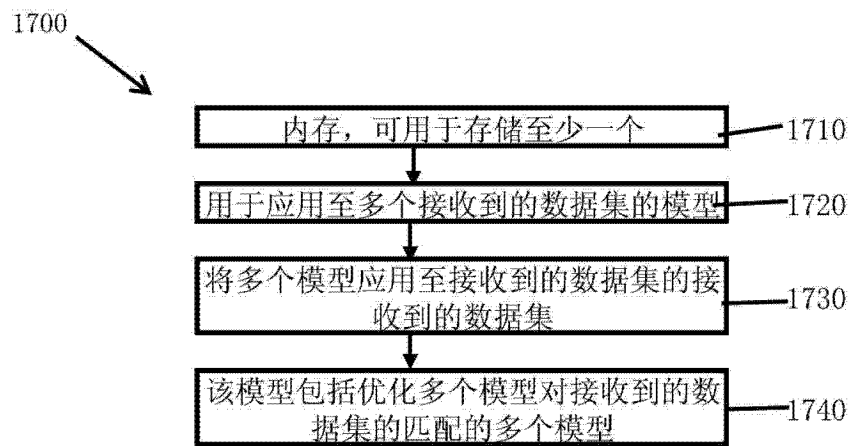 1700
内存，可用于存储至少一个
1710
用于应用至多个接收到的数据集的模型
1720
将多个模型应用至接收到的数据集的接
收到的数据集
1730
该模型包括优化多个模型对接收到的数
据集的匹配的多个模型
1740